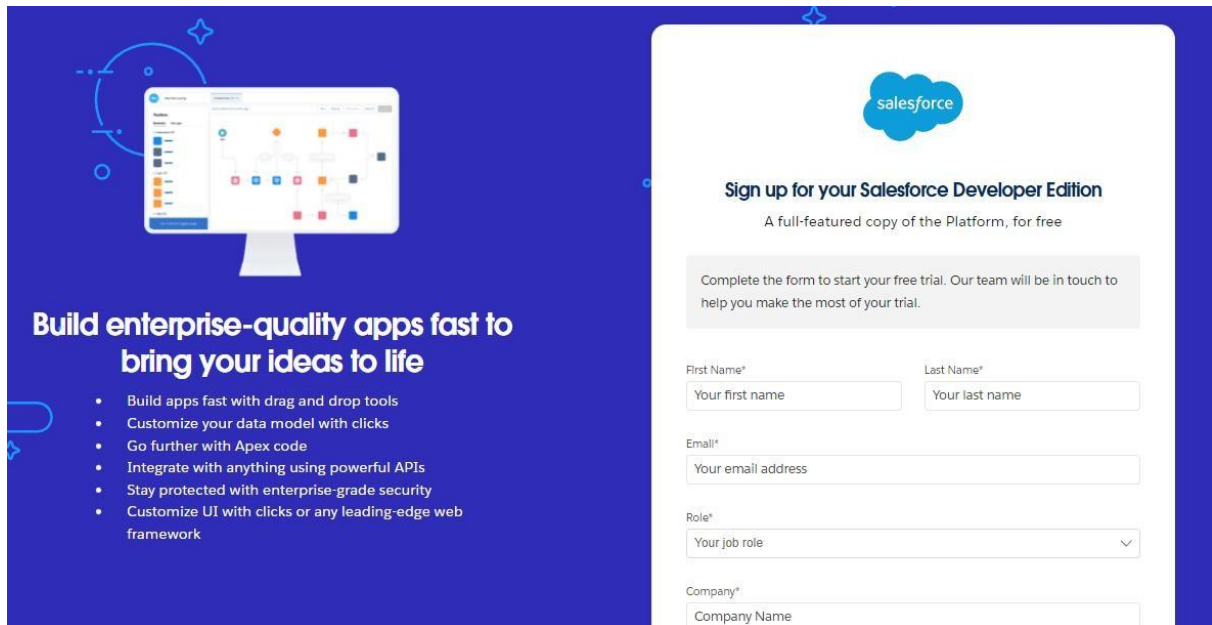 Build enterprise-quality apps fast to
bring your ideas to life
Build apps fast with drag and drop tools
Customize your data model with clicks
Go further with Apex code
Integrate with anything using powerful APIs
Stay protected with enterprise-grade security
Customize UI with clicks or any leading-edge web
framework
salesforce
Sign up for your Salesforce Developer Edition
A full-featured copy of the Platform, for free
Complete the form to start your free trial. Our team will be in touch to
help you make the most of your trial.
First Name* Last Name*
Your first name Your last name
Email*
Your email address
Role*
Your job role
Company*
Company Name